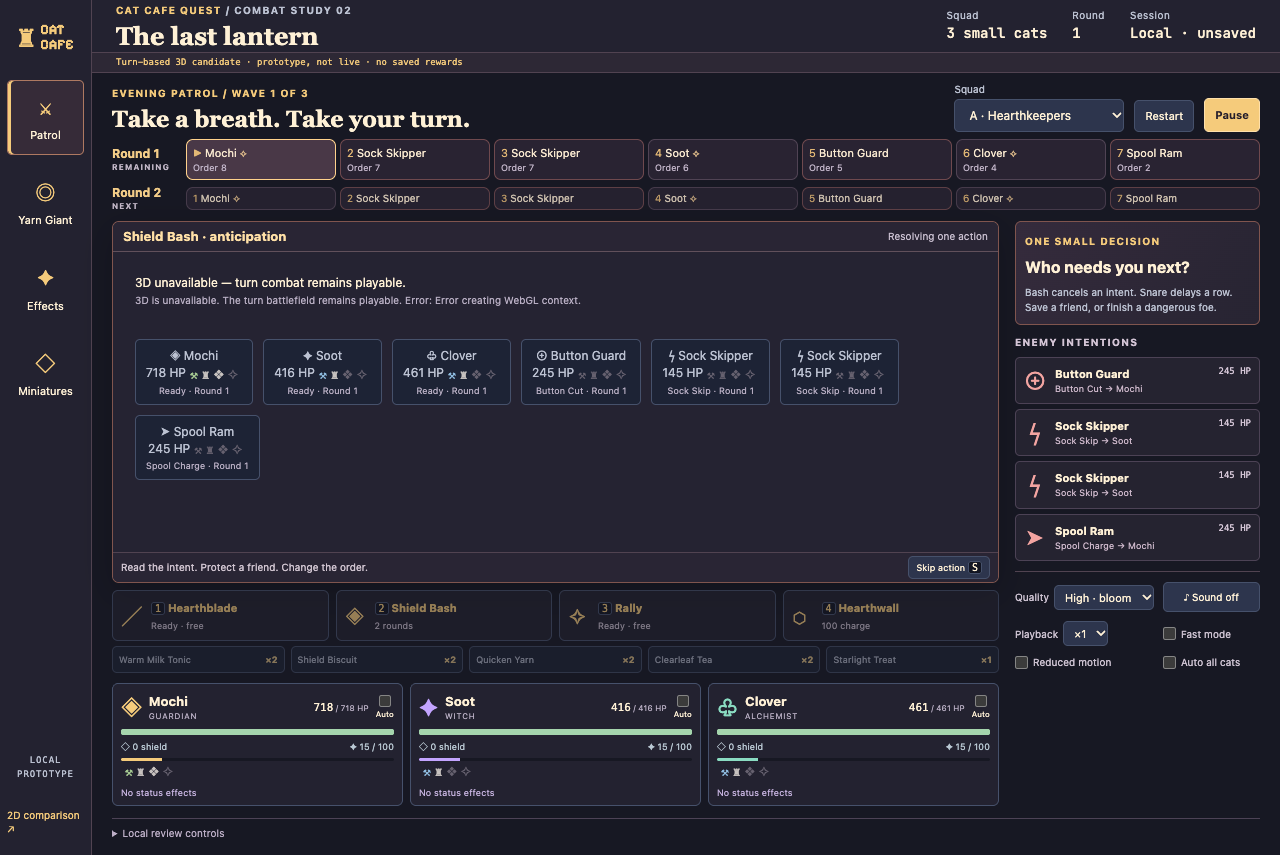 OAT
OAFE
CAT CAFE QUEST / COMBAT STUDY 02
The last lantern
Squad
3 small cats
Round
1
Session
Local · unsaved
Turn-based 3D candidate · prototype, not live · no saved rewards
Patrol
Yarn Giant
Effects
Miniatures
LOCAL
PROTOTYPE
2D comparison
↗
EVENING PATROL / WAVE 1 OF 3
Take a breath. Take your turn.
Squad
A · Hearthkeepers
Restart
Pause
Round 1
REMAINING
▶ Mochi ✧
Order 8
2 Sock Skipper
Order 7
3 Sock Skipper
Order 7
4 Soot ✧
Order 6
5 Button Guard
Order 5
6 Clover ✧
Order 4
7 Spool Ram
Order 2
Round 2
NEXT
1 Mochi ✧
2 Sock Skipper
3 Sock Skipper
4 Soot ✧
5 Button Guard
6 Clover ✧
7 Spool Ram
Shield Bash · anticipation
Resolving one action
3D unavailable — turn combat remains playable.
3D is unavailable. The turn battlefield remains playable. Error: Error creating WebGL context.
◈ Mochi
718 HP
Ready · Round 1
✦ Soot
416 HP
Ready · Round 1
♧ Clover
461 HP
Ready · Round 1
⊕ Button Guard
245 HP
Button Cut · Round 1
ϟ Sock Skipper
145 HP
Sock Skip · Round 1
ϟ Sock Skipper
145 HP
Sock Skip · Round 1
➤ Spool Ram
245 HP
Spool Charge · Round 1
Read the intent. Protect a friend. Change the order.
Skip action S
1 Hearthblade
Ready · free
2 Shield Bash
2 rounds
3 Rally
Ready · free
4 Hearthwall
100 charge
Warm Milk Tonic ×2
Shield Biscuit ×2
Quicken Yarn ×2
Clearleaf Tea ×2
Starlight Treat ×1
Mochi
GUARDIAN
718 / 718 HP
Auto
◇ 0 shield
✦ 15 / 100
No status effects
Soot
WITCH
416 / 416 HP
Auto
◇ 0 shield
✦ 15 / 100
No status effects
Clover
ALCHEMIST
461 / 461 HP
Auto
◇ 0 shield
✦ 15 / 100
No status effects
▶ Local review controls
ONE SMALL DECISION
Who needs you next?
Bash cancels an intent. Snare delays a row.
Save a friend, or finish a dangerous foe.
ENEMY INTENTIONS
Button Guard
245 HP
Button Cut → Mochi
Sock Skipper
145 HP
Sock Skip → Soot
Sock Skipper
145 HP
Sock Skip → Soot
Spool Ram
245 HP
Spool Charge → Mochi
Quality
High · bloom
♪ Sound off
Playback
×1
Fast mode
Reduced motion
Auto all cats